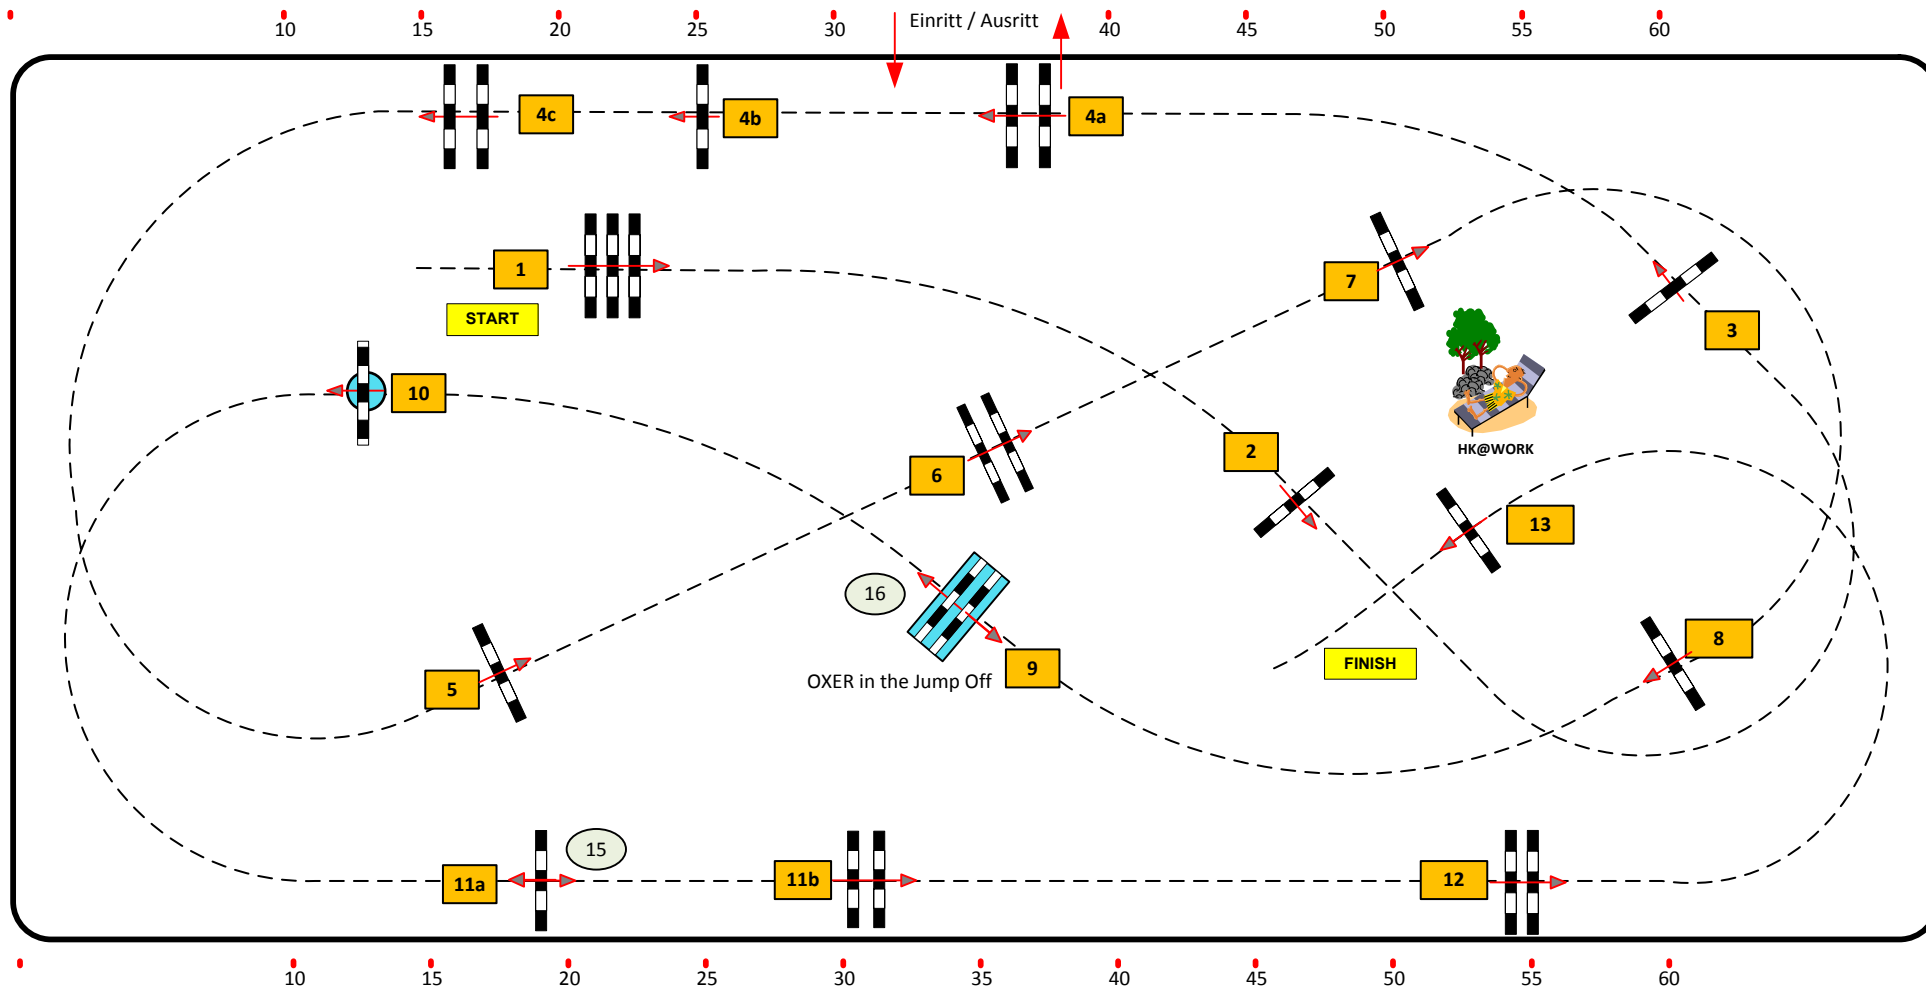 Einritt / Ausritt
10 15 20 25 30 40 45 50 55 60
4c 4b 4a
1
START
7
3
10
HK@WORK
2
6
13
16
9
OXER in the Jump Off
FINISH
8
5
15
11a
11b
12
10 15 20 25 30 35 40 45 50 55 60